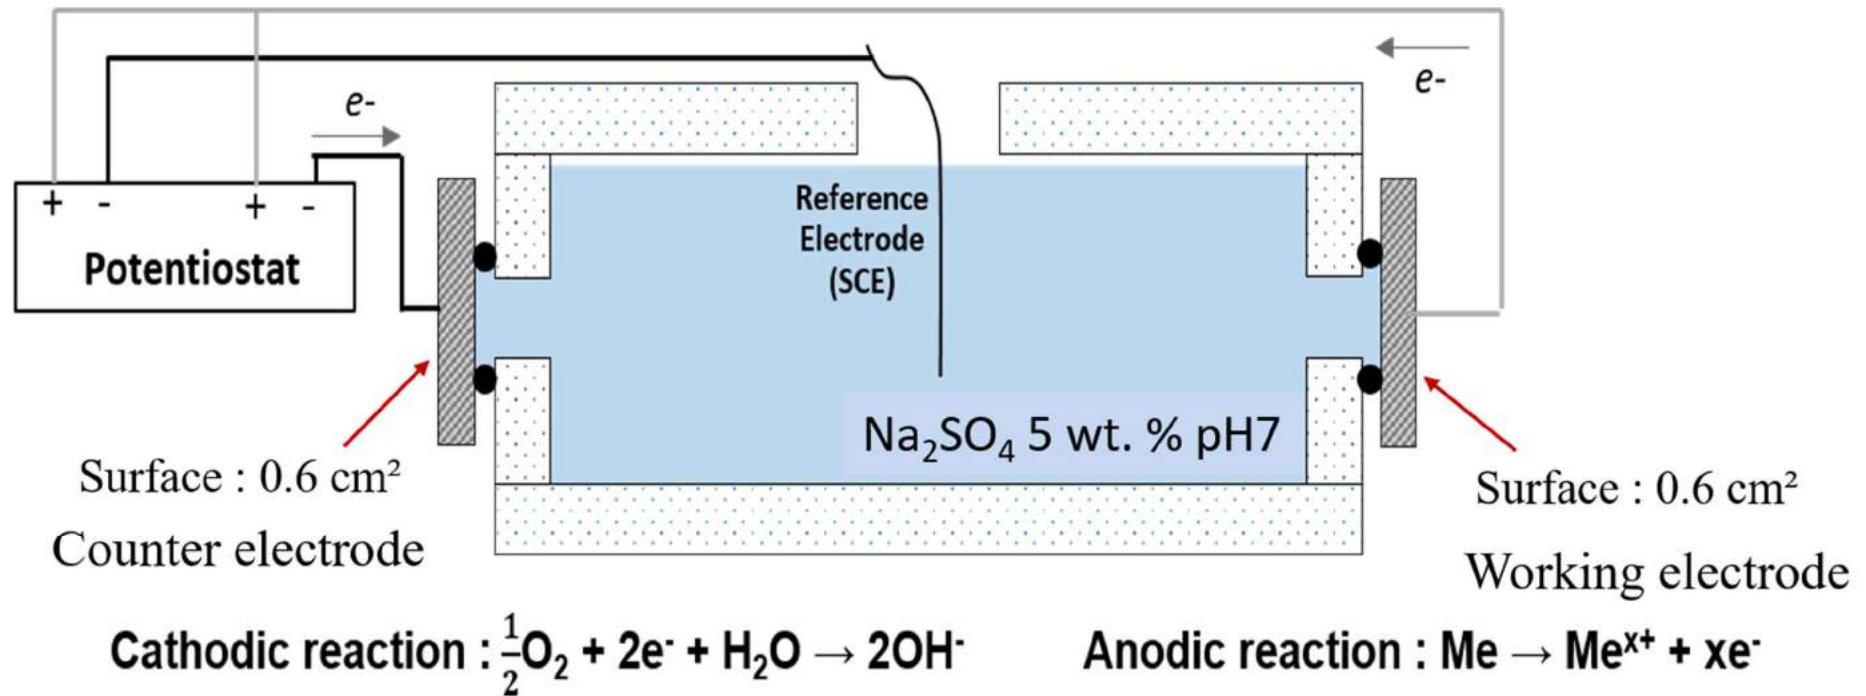 e-
e-
+ - + -
Potentiostat
Reference
Electrode
(SCE)
Na₂SO₄ 5 wt. % pH7
Surface : 0.6 cm²
Counter electrode
Surface : 0.6 cm²
Working electrode
Cathodic reaction : ½O₂ + 2e⁻ + H₂O → 2OH⁻
Anodic reaction : Me → Meˣ⁺ + xe⁻